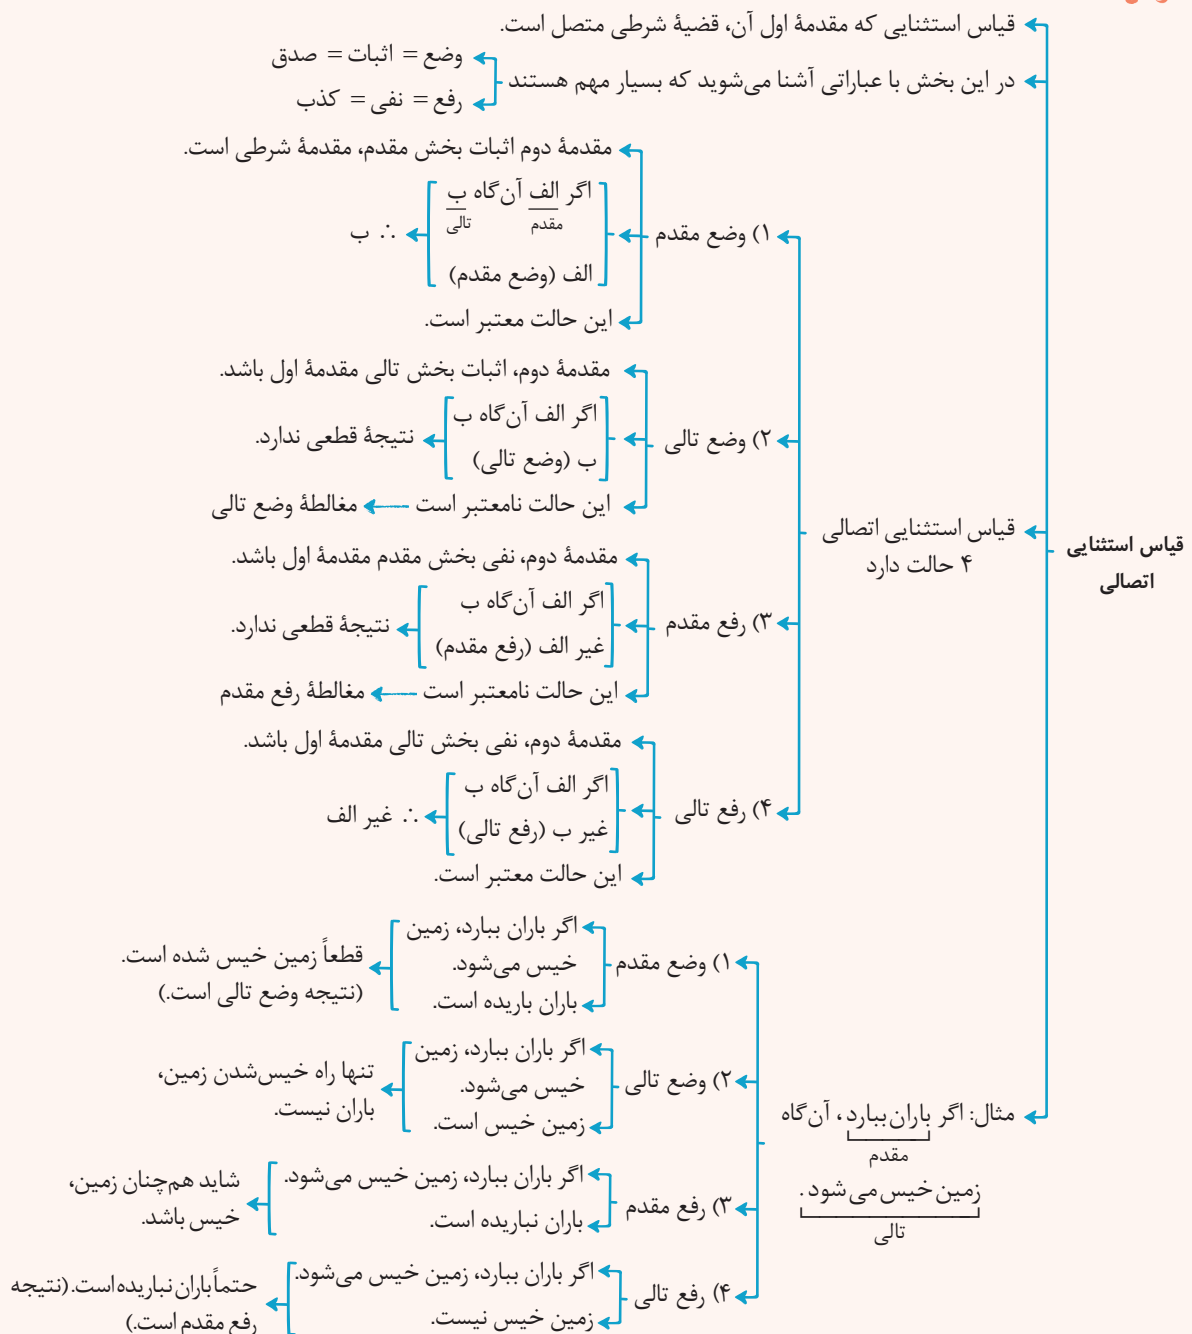 قیاس استثنایی اتصالی
قیاس استثنایی که مقدمهٔ اول آن، قضیهٔ شرطی متصل است.
در این بخش با عباراتی آشنا می‌شوید که بسیار مهم هستند
وضع = اثبات = صدق
رفع = نفی = کذب
قیاس استثنایی اتصالی
۴ حالت دارد
۱) وضع مقدم
مقدمهٔ دوم اثبات بخش مقدم، مقدمهٔ شرطی است.
اگر الف آن‌گاه ب
مقدم
تالی
الف (وضع مقدم)
∴ ب
این حالت معتبر است.
۲) وضع تالی
مقدمهٔ دوم، اثبات بخش تالی مقدمهٔ اول باشد.
اگر الف آن‌گاه ب
ب (وضع تالی)
نتیجهٔ قطعی ندارد.
این حالت نامعتبر است
مغالطهٔ وضع تالی
۳) رفع مقدم
مقدمهٔ دوم، نفی بخش مقدم مقدمهٔ اول باشد.
اگر الف آن‌گاه ب
غیر الف (رفع مقدم)
نتیجهٔ قطعی ندارد.
این حالت نامعتبر است
مغالطهٔ رفع مقدم
۴) رفع تالی
مقدمهٔ دوم، نفی بخش تالی مقدمهٔ اول باشد.
اگر الف آن‌گاه ب
غیر ب (رفع تالی)
∴ غیر الف
این حالت معتبر است.
مثال: اگر باران ببارد، آن‌گاه
مقدم
زمین خیس می‌شود.
تالی
۱) وضع مقدم
اگر باران ببارد، زمین
خیس می‌شود.
باران باریده است.
قطعاً زمین خیس شده است.
(نتیجه وضع تالی است.)
۲) وضع تالی
اگر باران ببارد، زمین
خیس می‌شود.
زمین خیس است.
تنها راه خیس‌شدن زمین،
باران نیست.
۳) رفع مقدم
اگر باران ببارد، زمین خیس می‌شود.
باران نباریده است.
شاید هم‌چنان زمین،
خیس باشد.
۴) رفع تالی
اگر باران ببارد، زمین خیس می‌شود.
زمین خیس نیست.
حتماً باران نباریده است. (نتیجه
رفع مقدم است.)